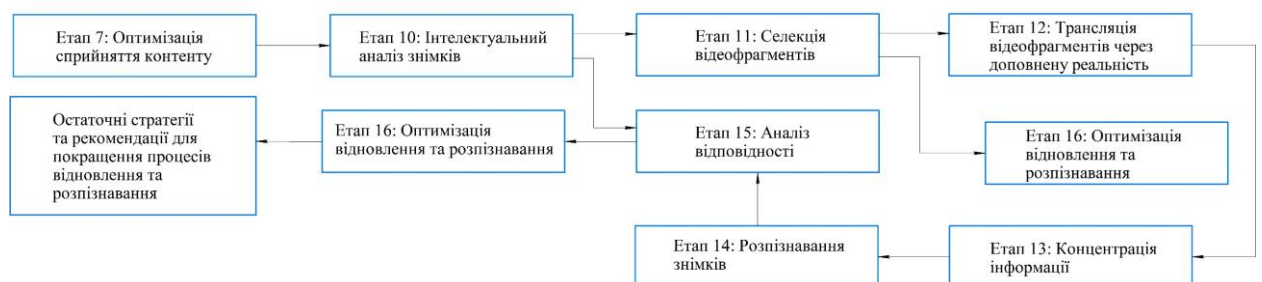 Етап 7: Оптимізація
сприйняття контенту
Етап 10: Інтелектуальний
аналіз знімків
Етап 11: Селекція
відеофрагментів
Етап 12: Трансляція
відеофрагментів через
доповнену реальність
Остаточні стратегії
та рекомендації для
покращення процесів
відновлення та
розпізнавання
Етап 16: Оптимізація
відновлення та розпізнавання
Етап 15: Аналіз
відповідності
Етап 16: Оптимізація
відновлення та
розпізнавання
Етап 14: Розпізнавання
знімків
Етап 13: Концентрація
інформації